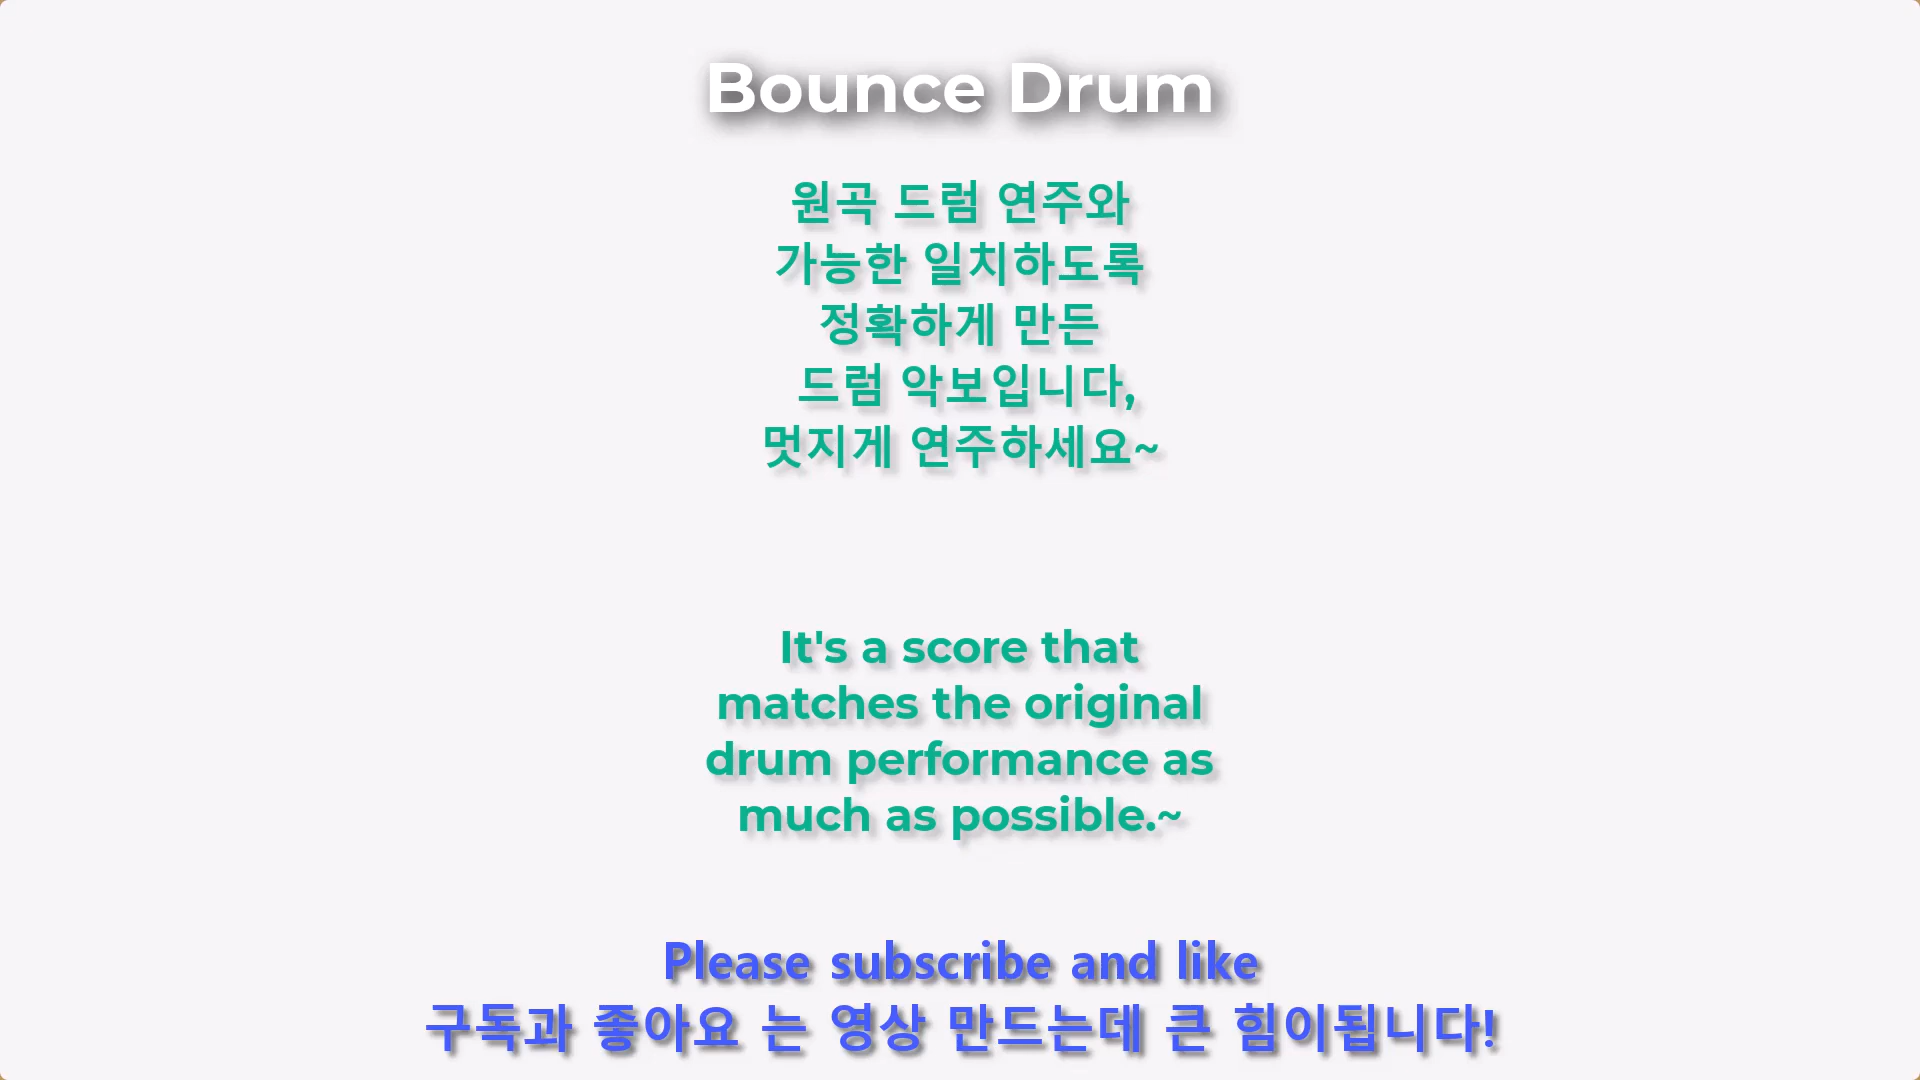 Bounce Drum
원곡 드럼 연주와
가능한 일치하도록
정확하게 만든
드럼 악보입니다,
멋지게 연주하세요~
It's a score that
matches the original
drum performance as
much as possible.~
Please subscribe and like
구독과 좋아요 는 영상 만드는데 큰 힘이됩니다!